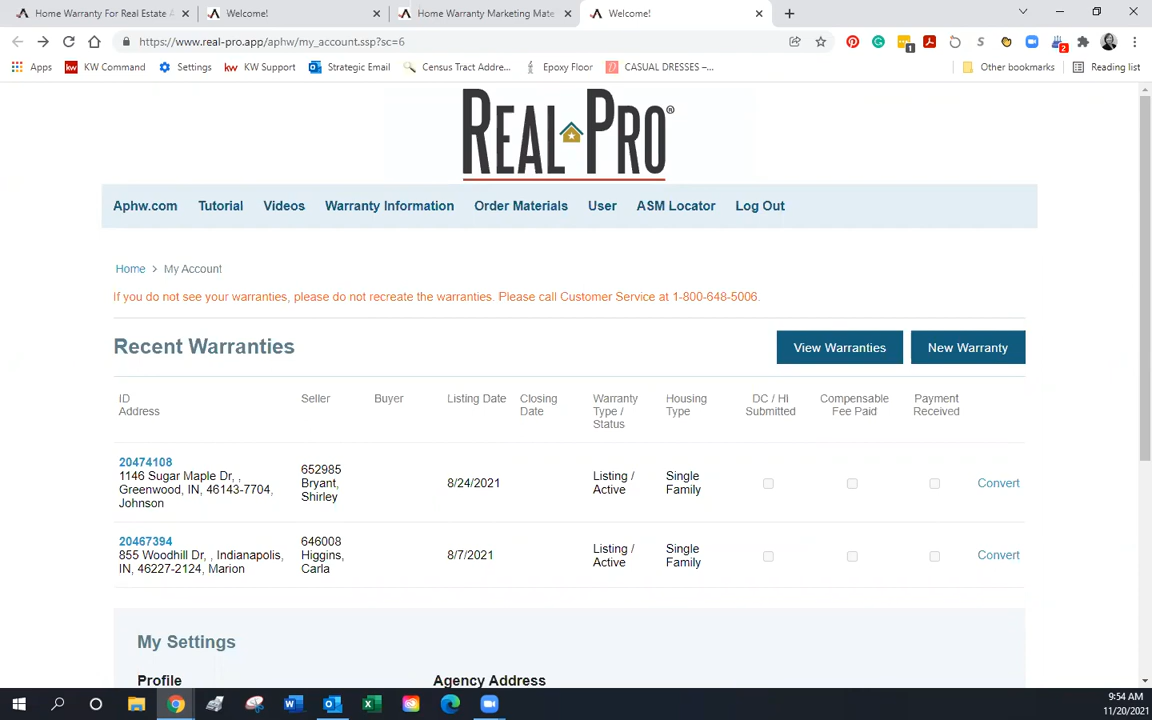 Home Warranty For Real Estate A
Welcome!
Home Warranty Marketing Mate
Welcome!
https://www.real-pro.app/aphw/my_account.ssp?sc=6
1
2
Apps
KW Command
Settings
KW Support
Strategic Email
Census Tract Addre...
Epoxy Floor
CASUAL DRESSES –...
Other bookmarks
Reading list
REAL PRO®
Aphw.com Tutorial Videos Warranty Information Order Materials User ASM Locator Log Out
Home > My Account
If you do not see your warranties, please do not recreate the warranties. Please call Customer Service at 1-800-648-5006.
Recent Warranties
View Warranties
New Warranty
ID
Address
Seller
Buyer
Listing Date
Closing
Date
Warranty
Type /
Status
Housing
Type
DC / HI
Submitted
Compensable
Fee Paid
Payment
Received
20474108
1146 Sugar Maple Dr, ,
Greenwood, IN, 46143-7704,
Johnson
652985
Bryant,
Shirley
8/24/2021
Listing /
Active
Single
Family
Convert
20467394
855 Woodhill Dr, , Indianapolis,
IN, 46227-2124, Marion
646008
Higgins,
Carla
8/7/2021
Listing /
Active
Single
Family
Convert
My Settings
Profile
Agency Address
9:54 AM
11/20/2021